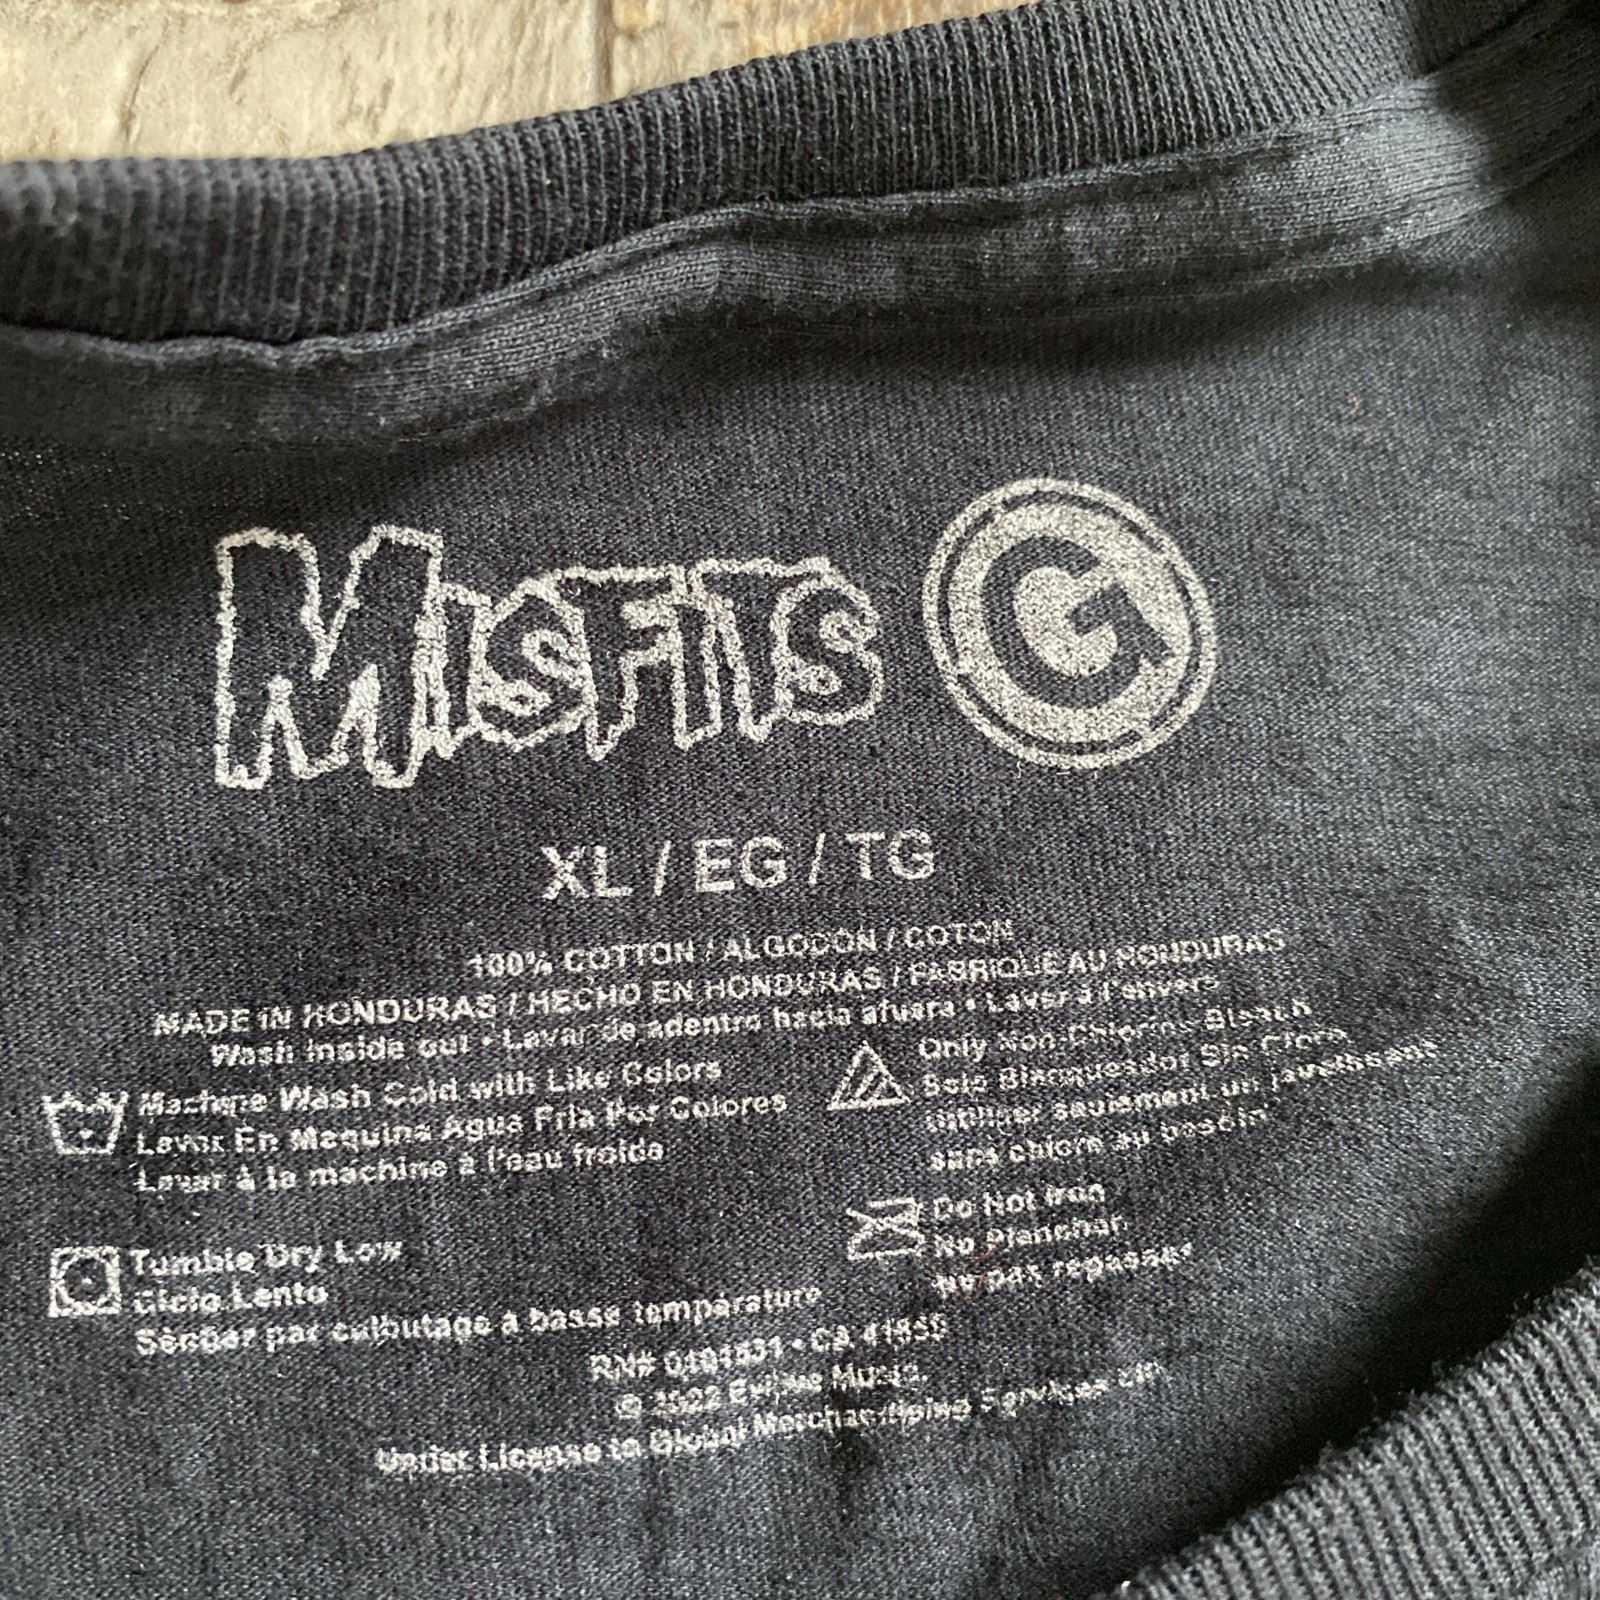 MISFITS G
XL / EG / TG
100% COTTON / ALGODON / COTON
MADE IN HONDURAS / HECHO EN HONDURAS / FABRIQUE AU HONDURAS
Wash inside out • Lavar de adentro hacia afuera • Laver à l'envers
Machine Wash Cold with Like Colors
Lavar En Maquina Agua Fria Por Colores
Laver à la machine à l'eau froide
Only Non-Chlorine Bleach
Solo Blanqueador Sin Cloro
Utiliser seulement un javellisant
sans chlore au besoin
Tumble Dry Low
Ciclo Lento
Sécher par culbutage à basse température
Do Not Iron
No Planchar
Ne pas repasser
RN# 0101531 • CA
© 2022 Music.
Under License to Global Merchandising Services